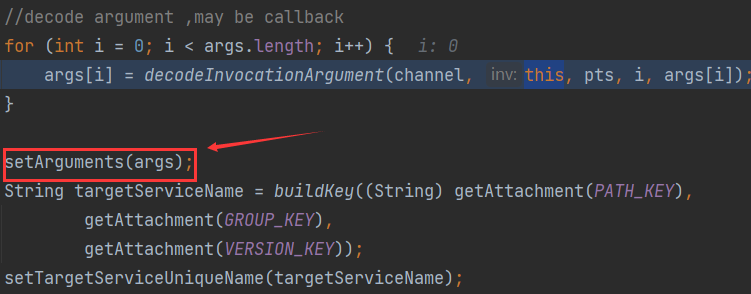 //decode argument ,may be callback
for (int i = 0; i < args.length; i++) {  i: 0
    args[i] = decodeInvocationArgument(channel, inv: this, pts, i, args[i]);
}
setArguments(args);
String targetServiceName = buildKey((String) getAttachment(PATH_KEY),
        getAttachment(GROUP_KEY),
        getAttachment(VERSION_KEY));
setTargetServiceUniqueName(targetServiceName);